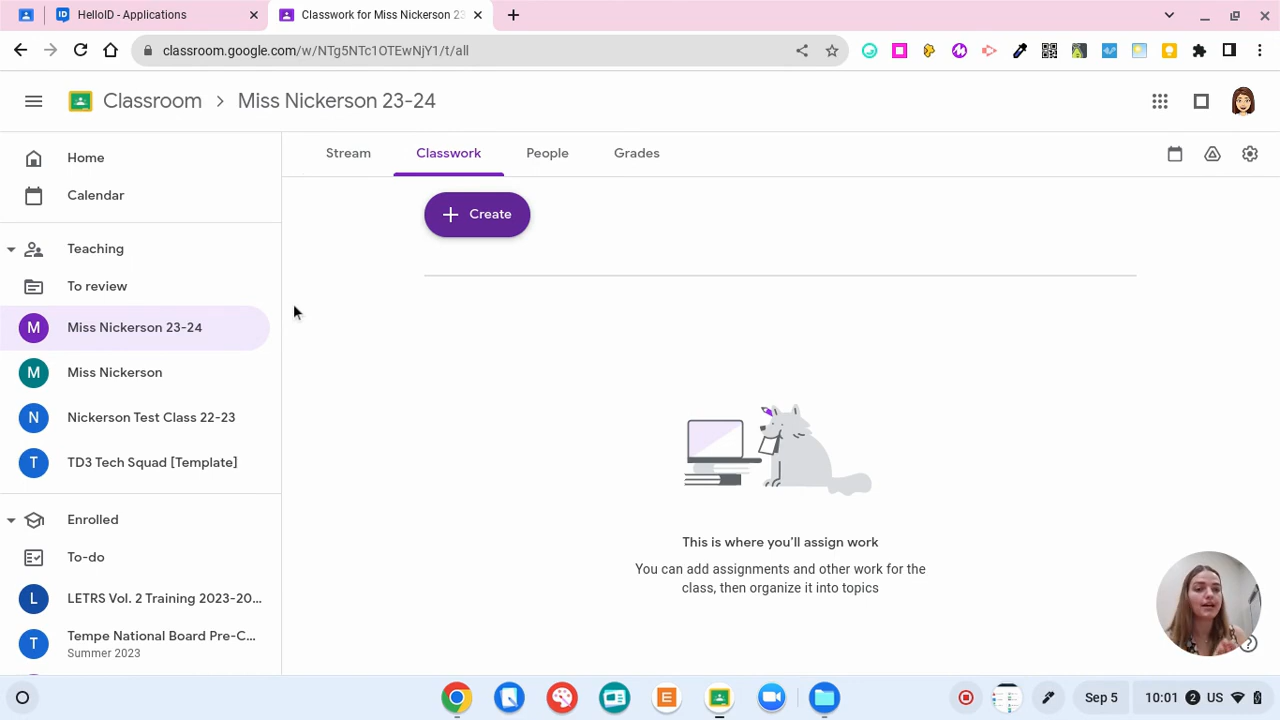 HelloID - Applications
Classwork for Miss Nickerson 23
classroom.google.com/w/NTg5NTc1OTEwNjY1/t/all
Classroom > Miss Nickerson 23-24
Home
Calendar
Teaching
To review
M Miss Nickerson 23-24
M Miss Nickerson
N Nickerson Test Class 22-23
T TD3 Tech Squad [Template]
Enrolled
To-do
L LETRS Vol. 2 Training 2023-20...
T Tempe National Board Pre-C...
Summer 2023
Stream Classwork People Grades
+ Create
This is where you'll assign work
You can add assignments and other work for the
class, then organize it into topics
Sep 5 10:01 2 US